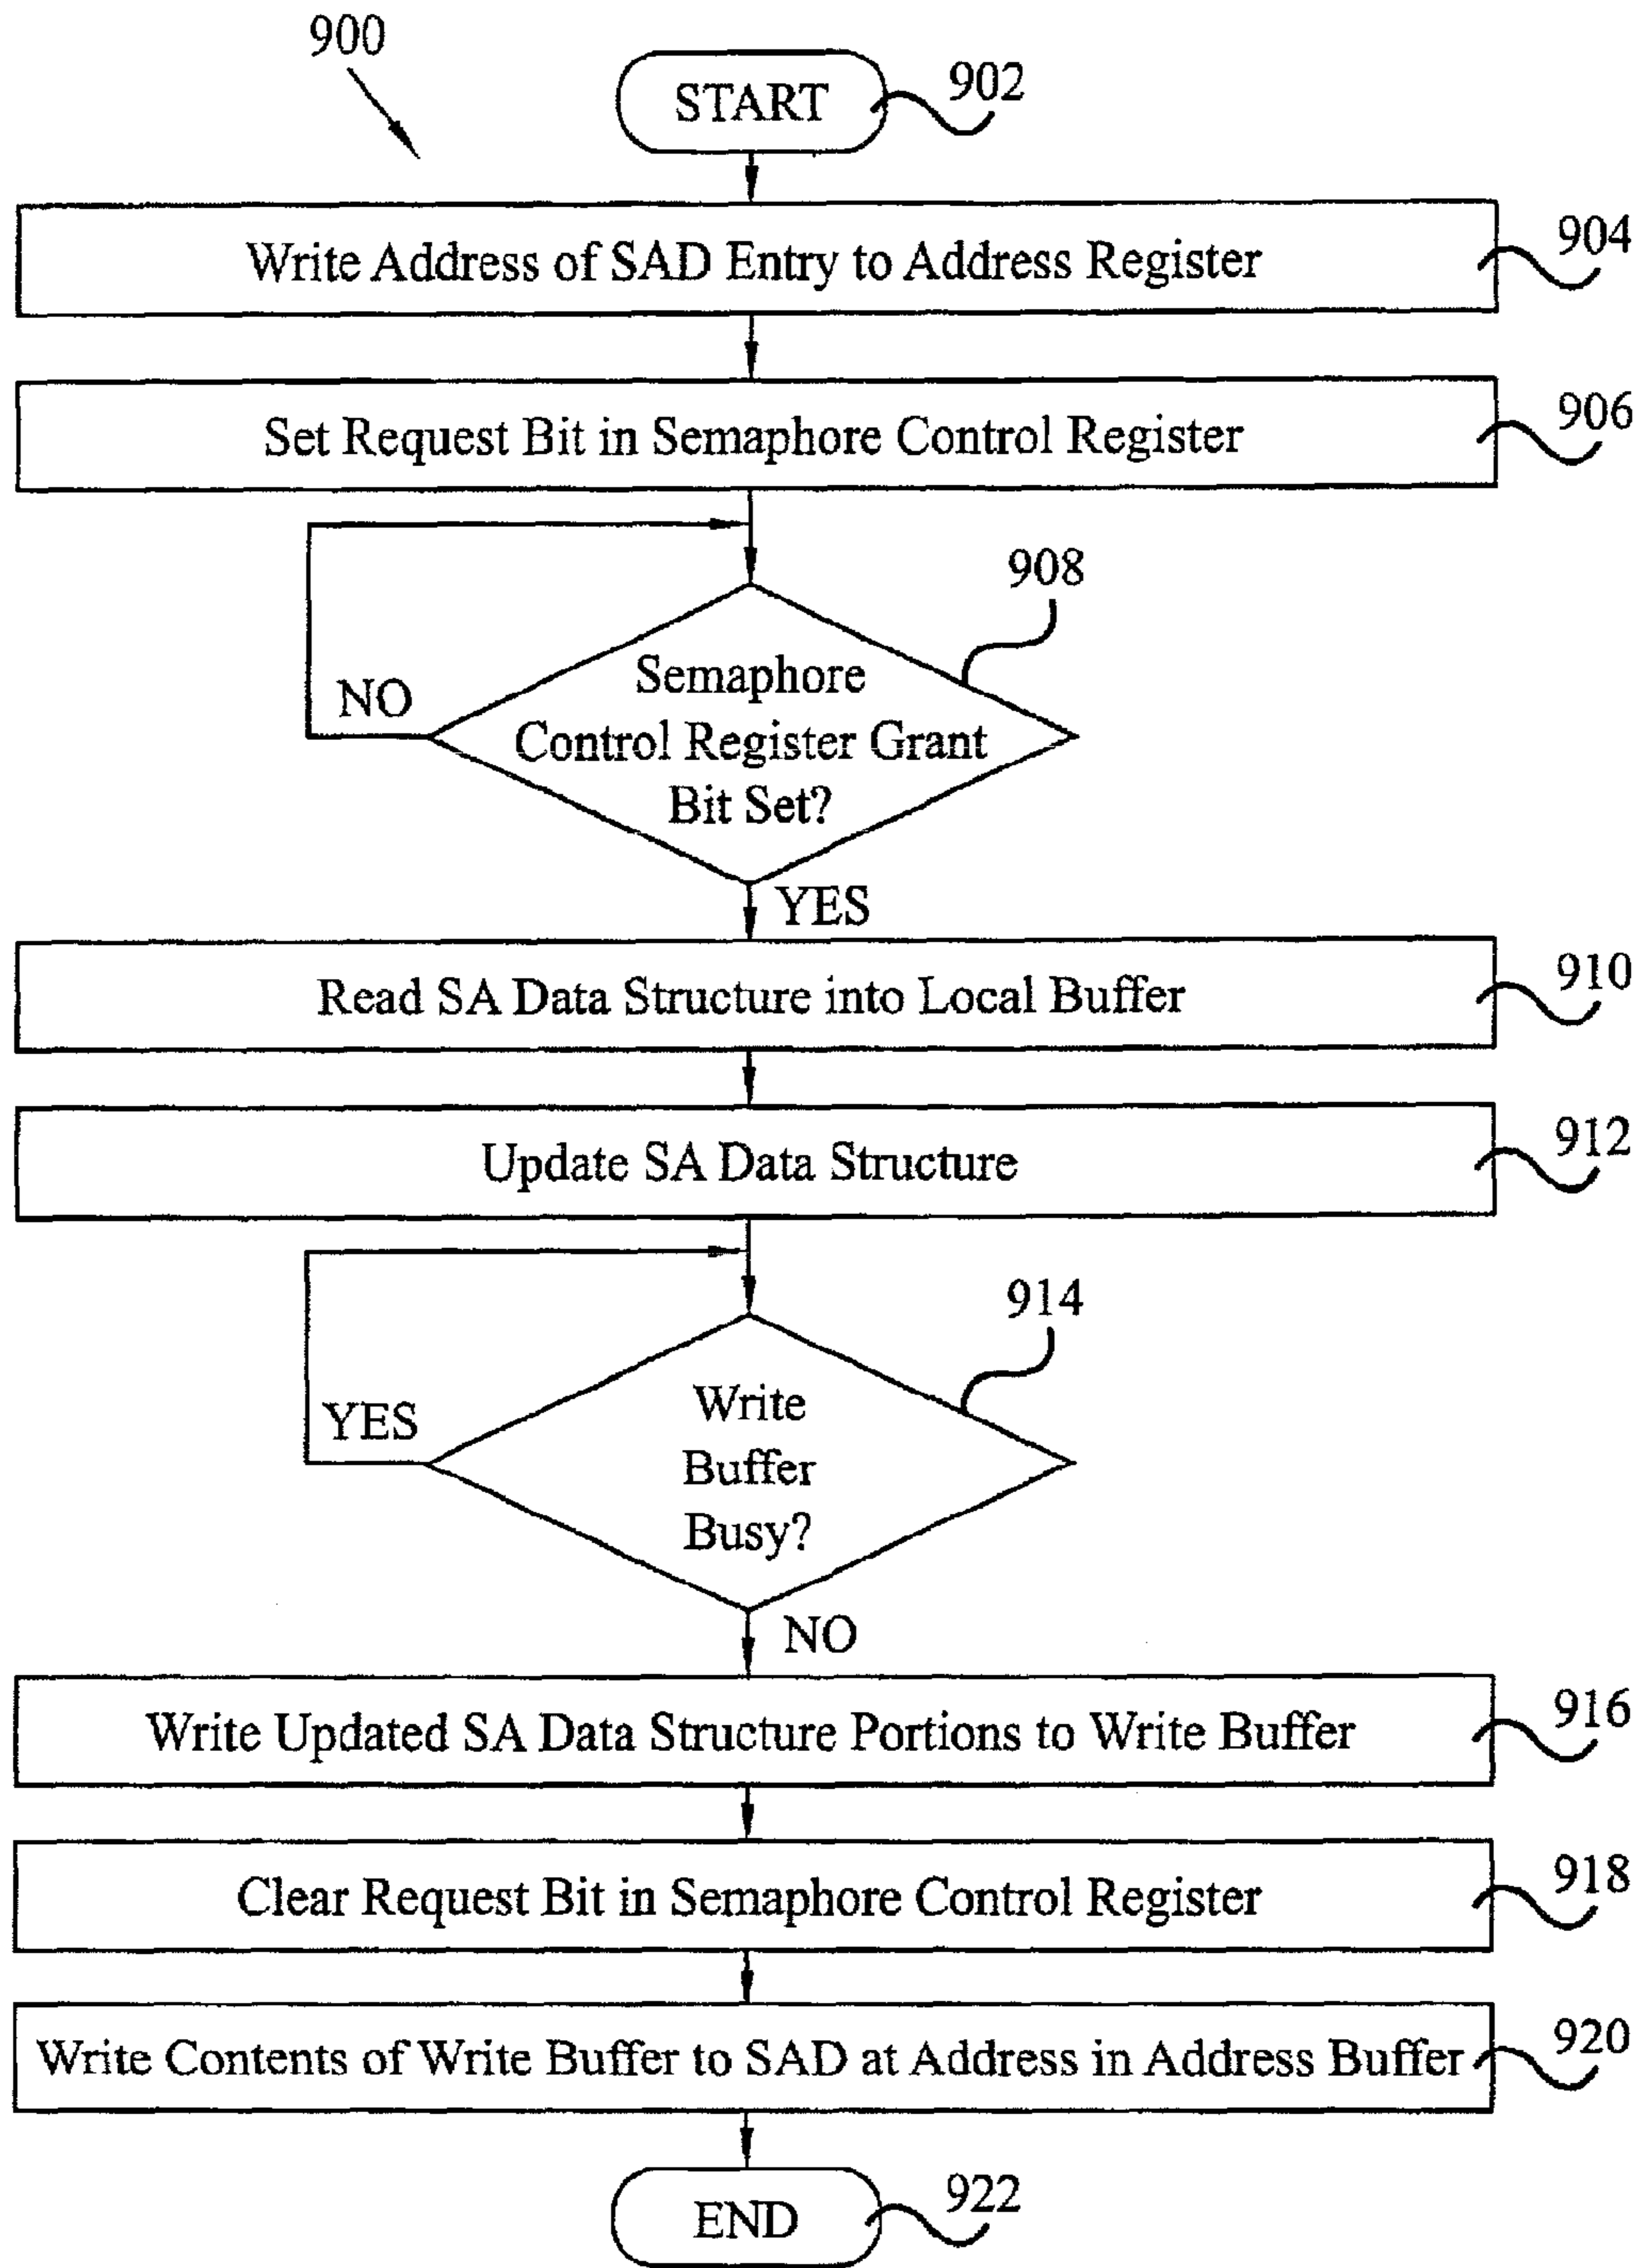 900
START
902
Write Address of SAD Entry to Address Register
904
Set Request Bit in Semaphore Control Register
906
908
Semaphore
Control Register Grant
Bit Set?
NO
YES
Read SA Data Structure into Local Buffer
910
Update SA Data Structure
912
914
Write
Buffer
Busy?
YES
NO
Write Updated SA Data Structure Portions to Write Buffer
916
Clear Request Bit in Semaphore Control Register
918
Write Contents of Write Buffer to SAD at Address in Address Buffer
920
END
922